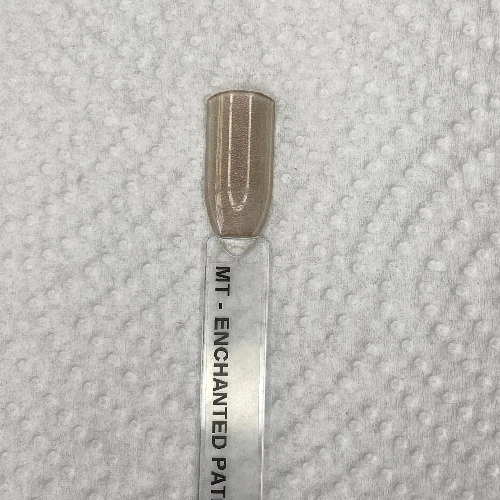 MT - ENCHANTED PAT